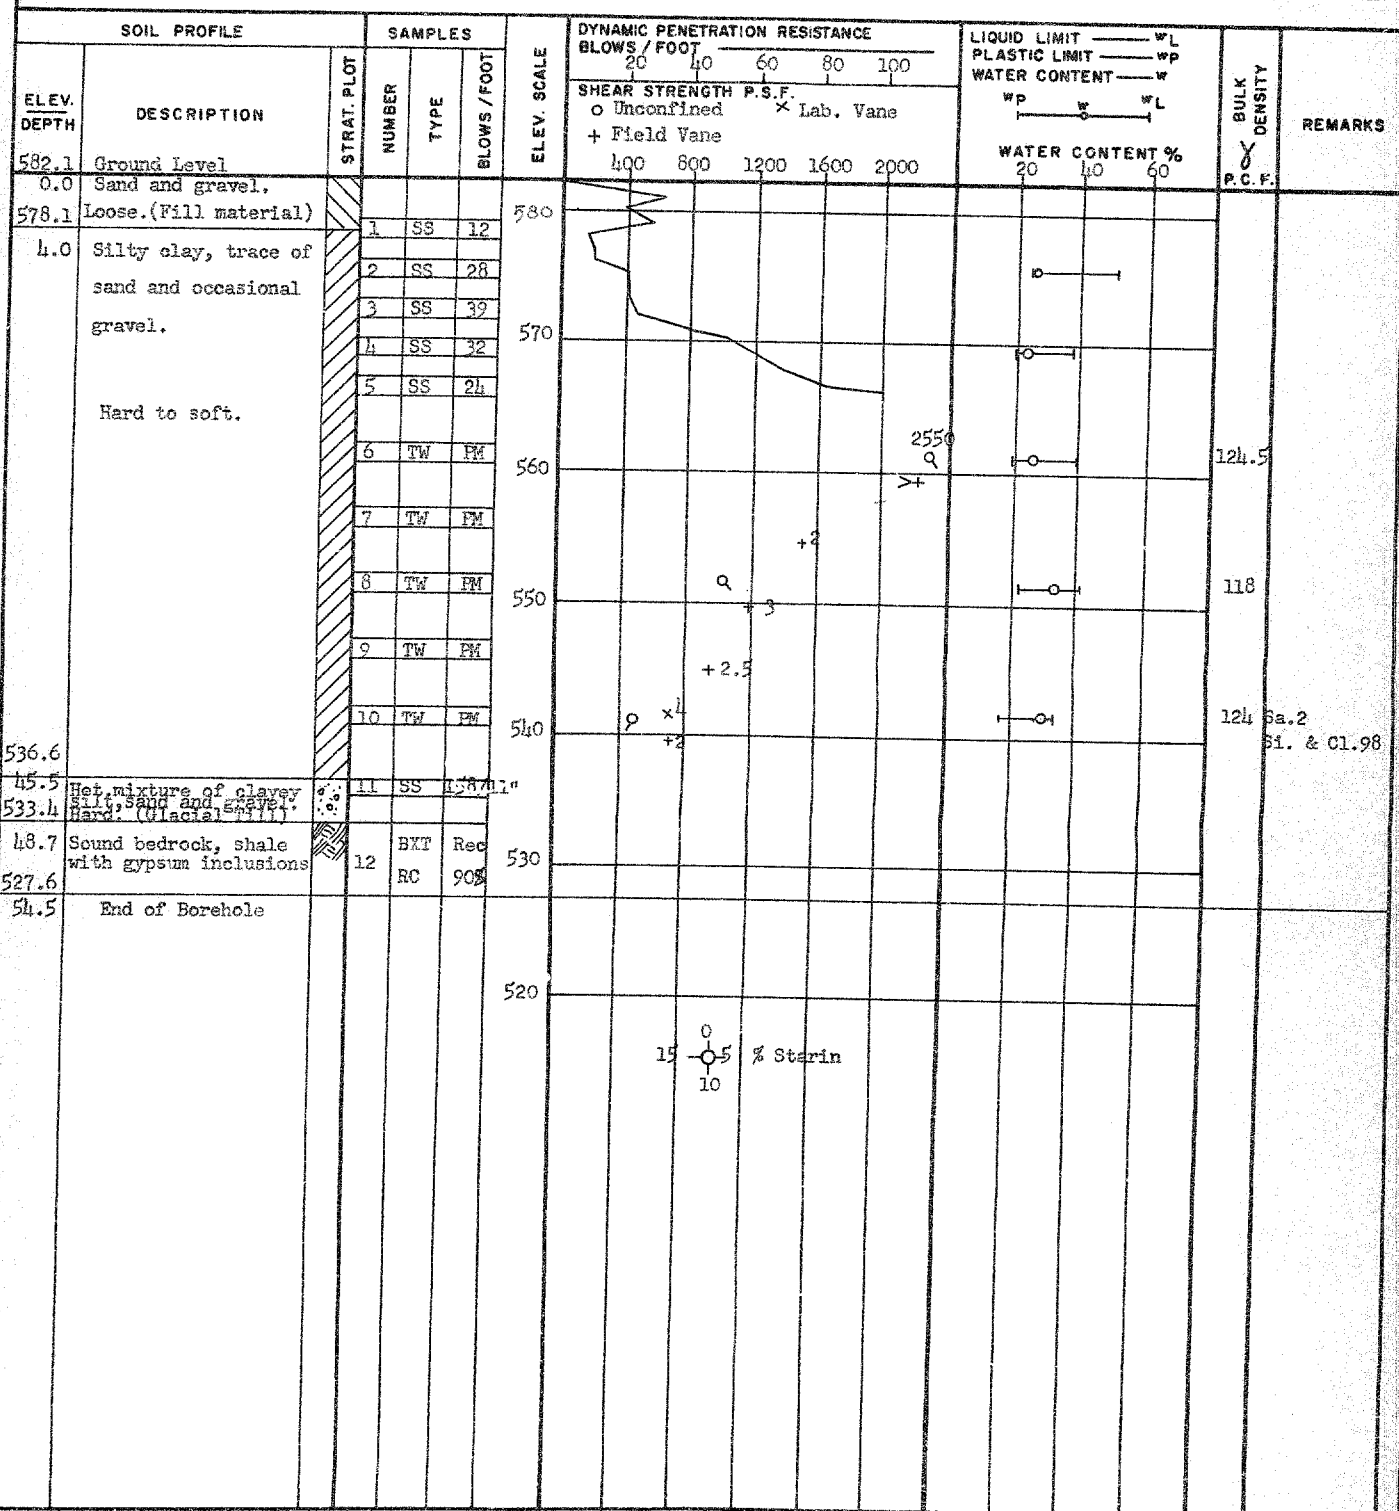 SOIL PROFILE
SAMPLES
ELEV. SCALE
DYNAMIC PENETRATION RESISTANCE
BLOWS / FOOT
20 40 60 80 100
SHEAR STRENGTH P.S.F.
o Unconfined × Lab. Vane
+ Field Vane
400 800 1200 1600 2000
LIQUID LIMIT —— wL
PLASTIC LIMIT —— wP
WATER CONTENT —— w
wP w wL
WATER CONTENT %
20 40 60
BULK DENSITY
γ
P.C.F.
REMARKS
ELEV.
DEPTH
DESCRIPTION
STRAT. PLOT
NUMBER
TYPE
BLOWS / FOOT
582.1 Ground Level
0.0 Sand and gravel.
578.1 Loose.(Fill material)
580
1 SS 12
4.0 Silty clay, trace of
2 SS 28
sand and occasional
3 SS 39
gravel.
570
4 SS 32
5 SS 24
Hard to soft.
2550
6 TW PM
124.5
560
>+
7 TW PM
+2
8 TW PM
118
550
+ 3
9 TW PM
+ 2.5
10 TW PM
×4
540
+2
124 Sa.2
Si. & Cl.98
536.6
45.5 Het.mixture of clayey
silt,sand and gravel.
533.4 Hard. (Glacial Till)
11 SS
48.7 Sound bedrock, shale
with gypsum inclusions
12 BXT Rec
RC 90%
530
527.6
54.5 End of Borehole
520
0
15 5 % Starin
10